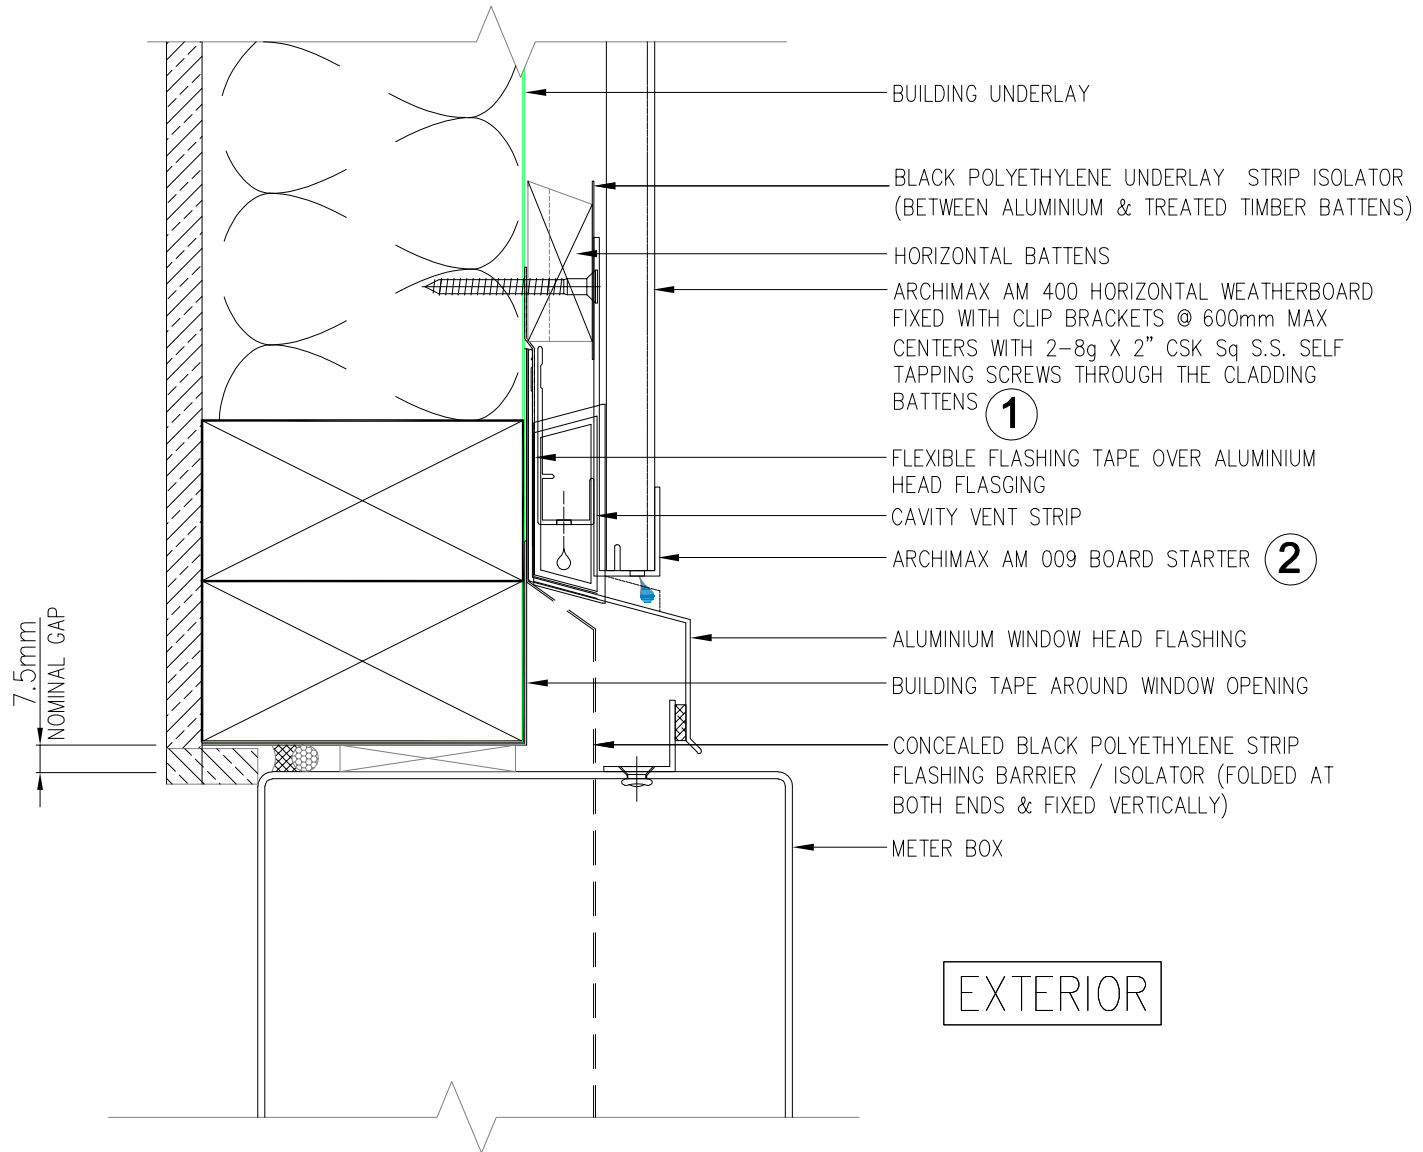 BUILDING UNDERLAY
BLACK POLYETHYLENE UNDERLAY STRIP ISOLATOR
(BETWEEN ALUMINIUM & TREATED TIMBER BATTENS)
HORIZONTAL BATTENS
ARCHIMAX AM 400 HORIZONTAL WEATHERBOARD
FIXED WITH CLIP BRACKETS @ 600mm MAX
CENTERS WITH 2-8g X 2" CSK Sq S.S. SELF
TAPPING SCREWS THROUGH THE CLADDING
BATTENS 1
FLEXIBLE FLASHING TAPE OVER ALUMINIUM
HEAD FLASGING
CAVITY VENT STRIP
ARCHIMAX AM 009 BOARD STARTER 2
ALUMINIUM WINDOW HEAD FLASHING
BUILDING TAPE AROUND WINDOW OPENING
7.5mm
NOMINAL GAP
CONCEALED BLACK POLYETHYLENE STRIP
FLASHING BARRIER / ISOLATOR (FOLDED AT
BOTH ENDS & FIXED VERTICALLY)
METER BOX
EXTERIOR